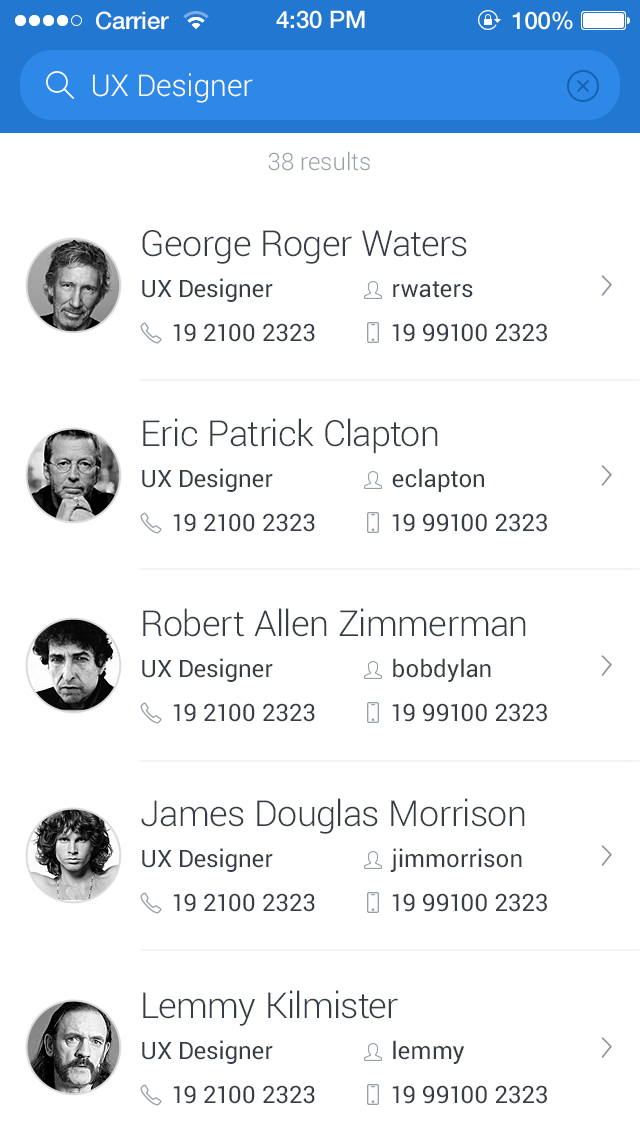 Carrier 4:30 PM 100%
UX Designer
38 results
George Roger Waters
UX Designer rwaters
19 2100 2323 19 99100 2323
Eric Patrick Clapton
UX Designer eclapton
19 2100 2323 19 99100 2323
Robert Allen Zimmerman
UX Designer bobdylan
19 2100 2323 19 99100 2323
James Douglas Morrison
UX Designer jimmorrison
19 2100 2323 19 99100 2323
Lemmy Kilmister
UX Designer lemmy
19 2100 2323 19 99100 2323